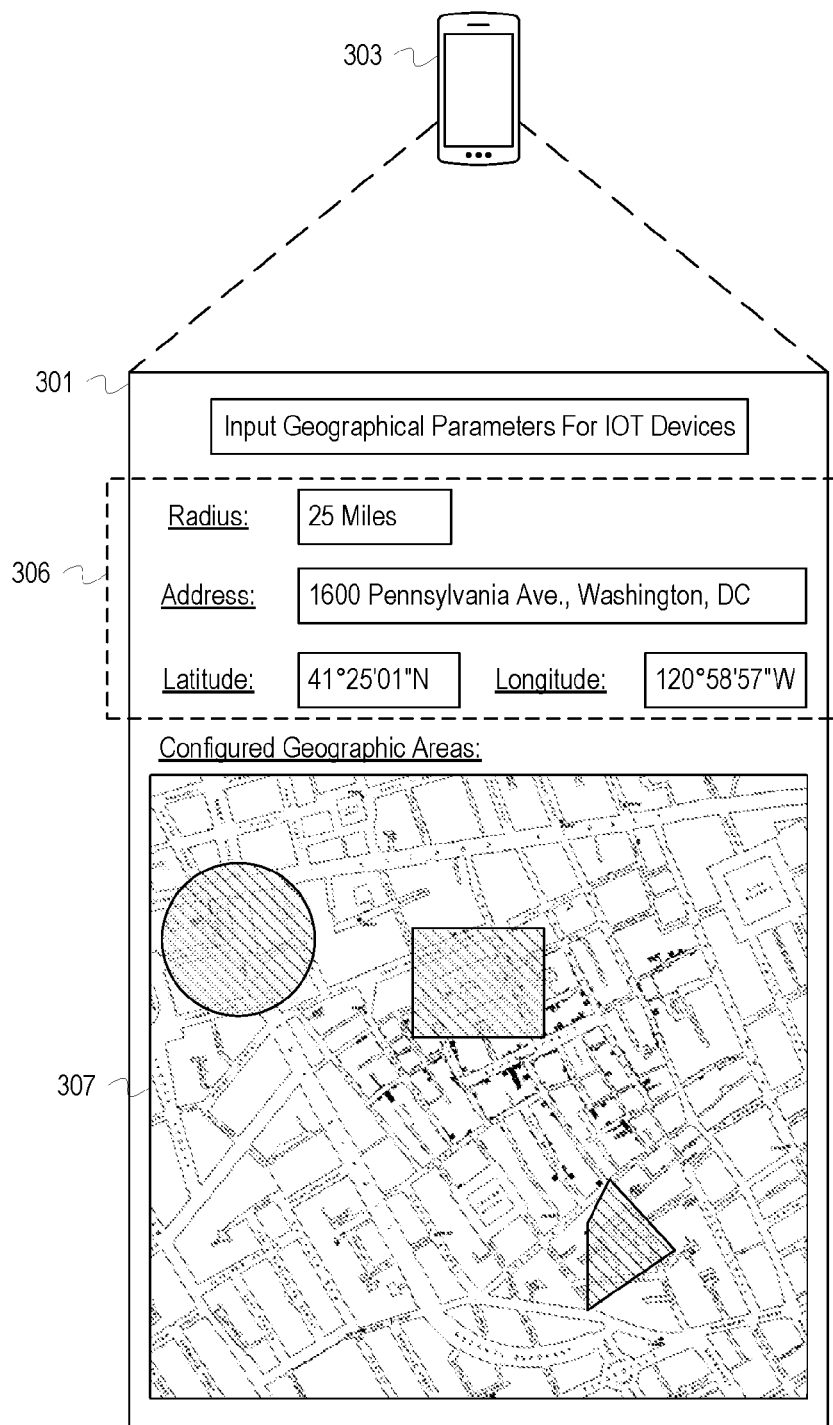 303
301
Input Geographical Parameters For IOT Devices
Radius: 25 Miles
306
Address: 1600 Pennsylvania Ave., Washington, DC
Latitude: 41°25'01"N Longitude: 120°58'57"W
Configured Geographic Areas:
307